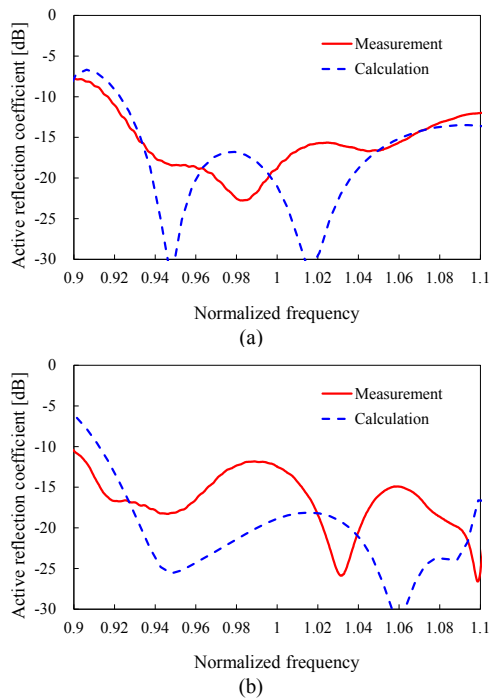 Active reflection coefficient [dB]
0
-5
-10
-15
-20
-25
-30
Measurement
Calculation
0.9 0.92 0.94 0.96 0.98 1 1.02 1.04 1.06 1.08 1.1
Normalized frequency
(a)
Active reflection coefficient [dB]
0
-5
-10
-15
-20
-25
-30
Measurement
Calculation
0.9 0.92 0.94 0.96 0.98 1 1.02 1.04 1.06 1.08 1.1
Normalized frequency
(b)